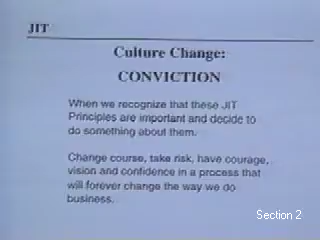 JIT
Culture Change:
CONVICTION
When we recognize that these JIT
Principles are important and decide to
do something about them.
Change course, take risk, have courage,
vision and confidence in a process that
will forever change the way we do
business.
Section 2